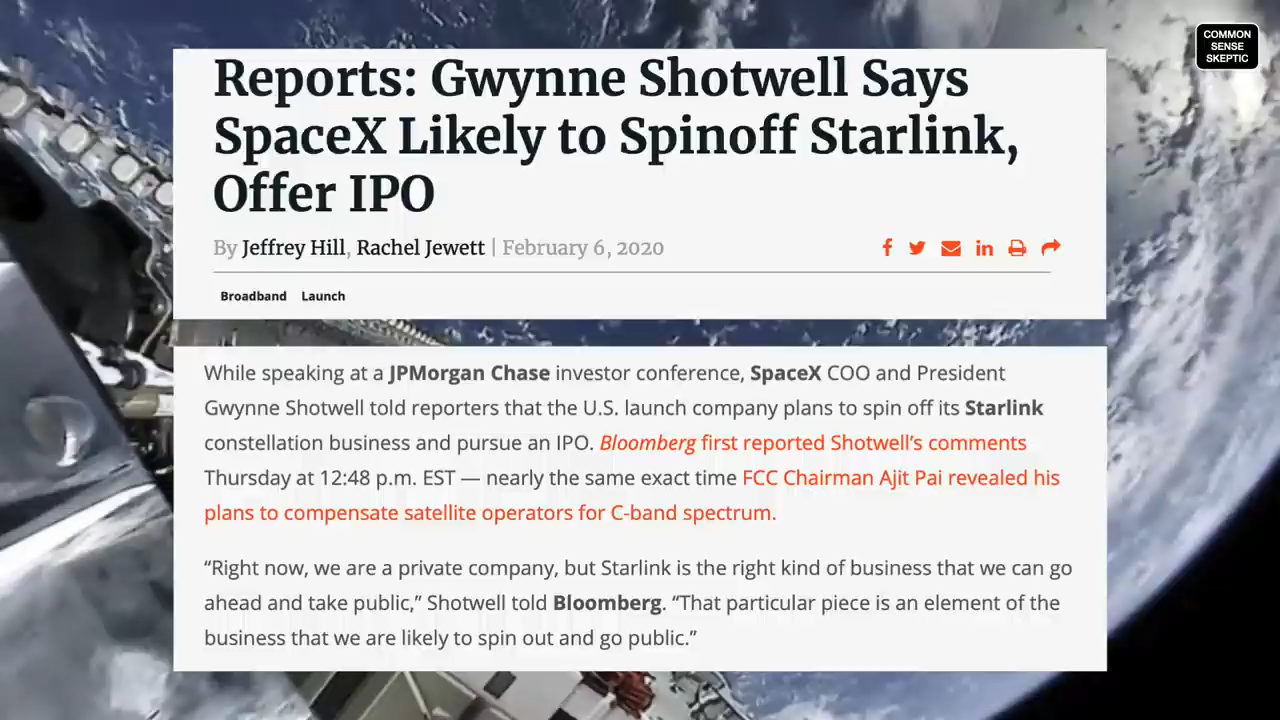 COMMON
SENSE
SKEPTIC
Reports: Gwynne Shotwell Says
SpaceX Likely to Spinoff Starlink,
Offer IPO
By Jeffrey Hill, Rachel Jewett | February 6, 2020
Broadband Launch
While speaking at a JPMorgan Chase investor conference, SpaceX COO and President
Gwynne Shotwell told reporters that the U.S. launch company plans to spin off its Starlink
constellation business and pursue an IPO. Bloomberg first reported Shotwell’s comments
Thursday at 12:48 p.m. EST — nearly the same exact time FCC Chairman Ajit Pai revealed his
plans to compensate satellite operators for C-band spectrum.
“Right now, we are a private company, but Starlink is the right kind of business that we can go
ahead and take public,” Shotwell told Bloomberg. “That particular piece is an element of the
business that we are likely to spin out and go public.”